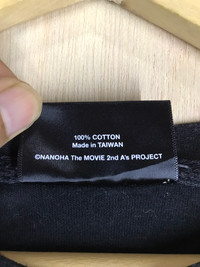 100% COTTON
Made in TAIWAN
©NANOHA The MOVIE 2nd A's PROJECT